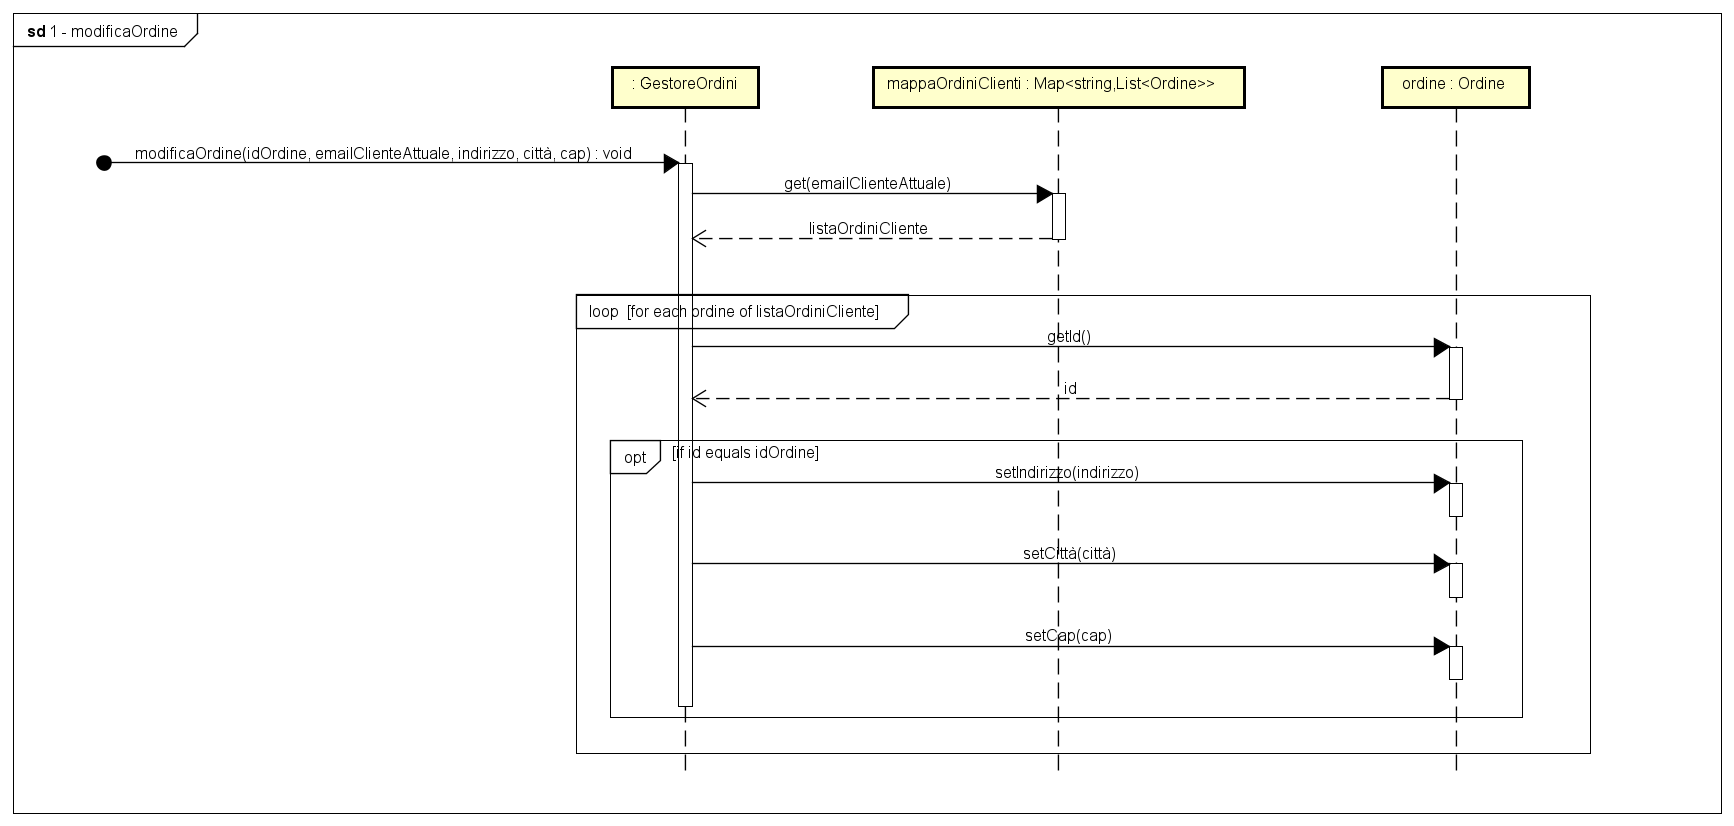 sd 1 - modificaOrdine
: GestoreOrdini
mappaOrdiniClienti : Map<string,List<Ordine>>
ordine : Ordine
modificaOrdine(idOrdine, emailClienteAttuale, indirizzo, città, cap) : void
get(emailClienteAttuale)
listaOrdiniCliente
loop [for each ordine of listaOrdiniCliente]
getId()
id
opt [if id equals idOrdine]
setIndirizzo(indirizzo)
setCittà(città)
setCap(cap)